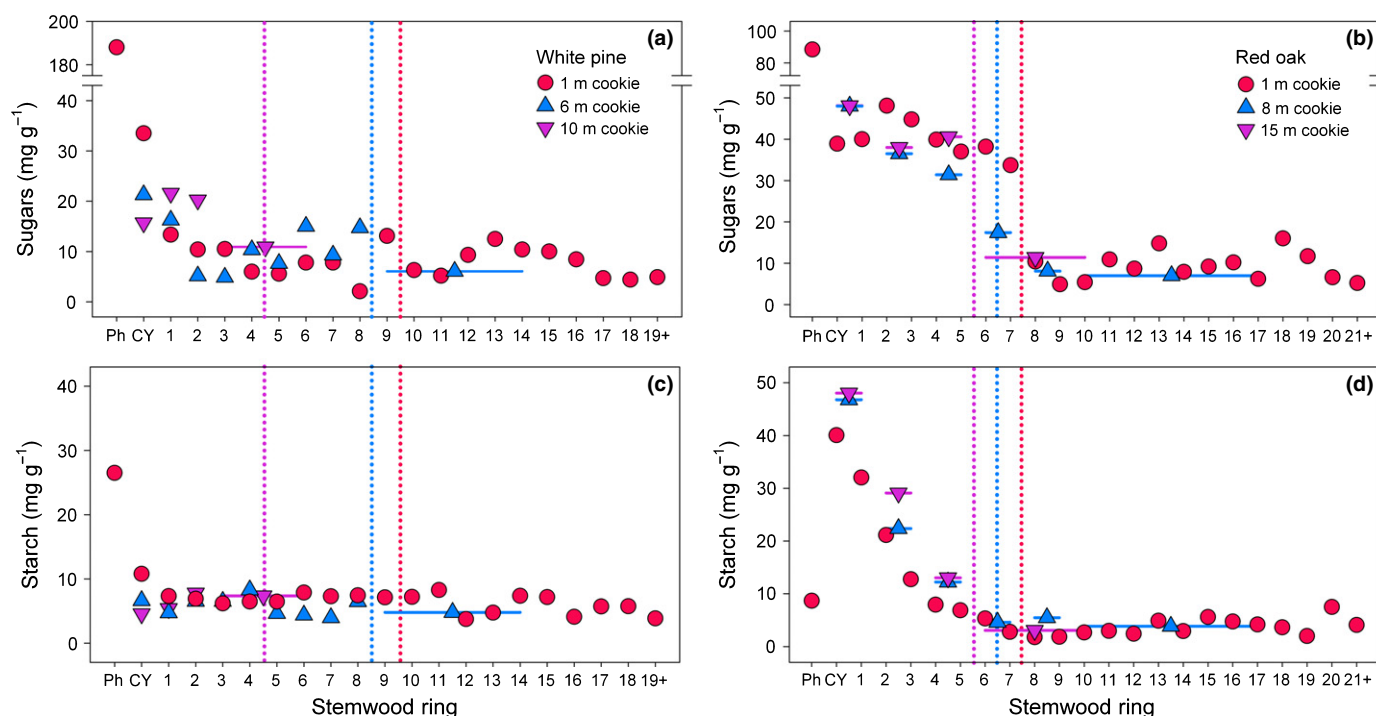 (a)
White pine
1 m cookie
6 m cookie
10 m cookie
Sugars (mg g⁻¹)
200
180
40
30
20
10
0
Ph CY 1 2 3 4 5 6 7 8 9 10 11 12 13 14 15 16 17 18 19+
(b)
Red oak
1 m cookie
8 m cookie
15 m cookie
Sugars (mg g⁻¹)
100
80
50
40
30
20
10
0
Ph CY 1 2 3 4 5 6 7 8 9 10 11 12 13 14 15 16 17 18 19 20 21+
(c)
Starch (mg g⁻¹)
40
30
20
10
0
Ph CY 1 2 3 4 5 6 7 8 9 10 11 12 13 14 15 16 17 18 19+
Stemwood ring
(d)
Starch (mg g⁻¹)
50
40
30
20
10
0
Ph CY 1 2 3 4 5 6 7 8 9 10 11 12 13 14 15 16 17 18 19 20 21+
Stemwood ring